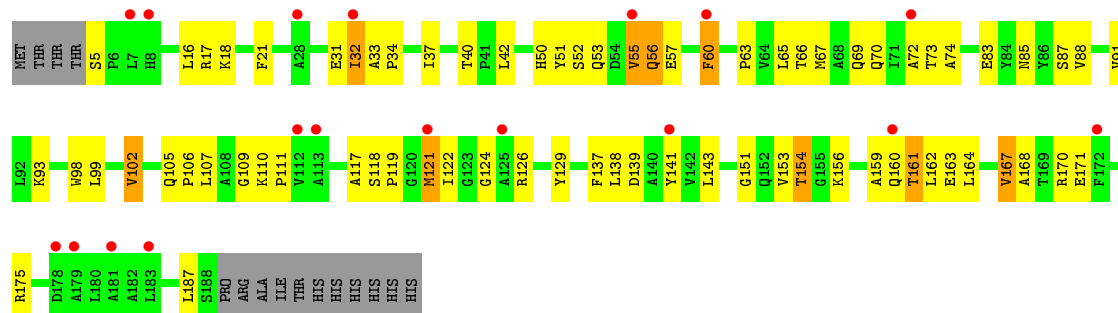 MET THR THR THR S5 P6 L7 H8 L16 R17 K18 F21 A28 E31 I32 A33 P34 I37 T40 P41 L42 H50 Y51 S52 Q53 D54 V55 Q56 E57 F60 P63 V64 L65 T66 M67 A68 Q69 Q70 I71 A72 T73 A74 E83 Y84 N85 Y86 S87 V88 V91
L92 K93 W98 L99 V102 Q105 P106 L107 A108 G109 K110 P111 V112 A113 A117 S118 P119 G120 M121 I122 G123 G124 A125 R126 Y129 F137 L138 D139 A140 Y141 V142 L143 G151 Q152 V153 T154 G155 K156 A159 Q160 T161 L162 E163 L164 V167 A168 T169 R170 E171 F172
R175 D178 A179 L180 A181 A182 L183 L187 S188 PRO ARG ALA ILE THR HIS HIS HIS HIS HIS HIS